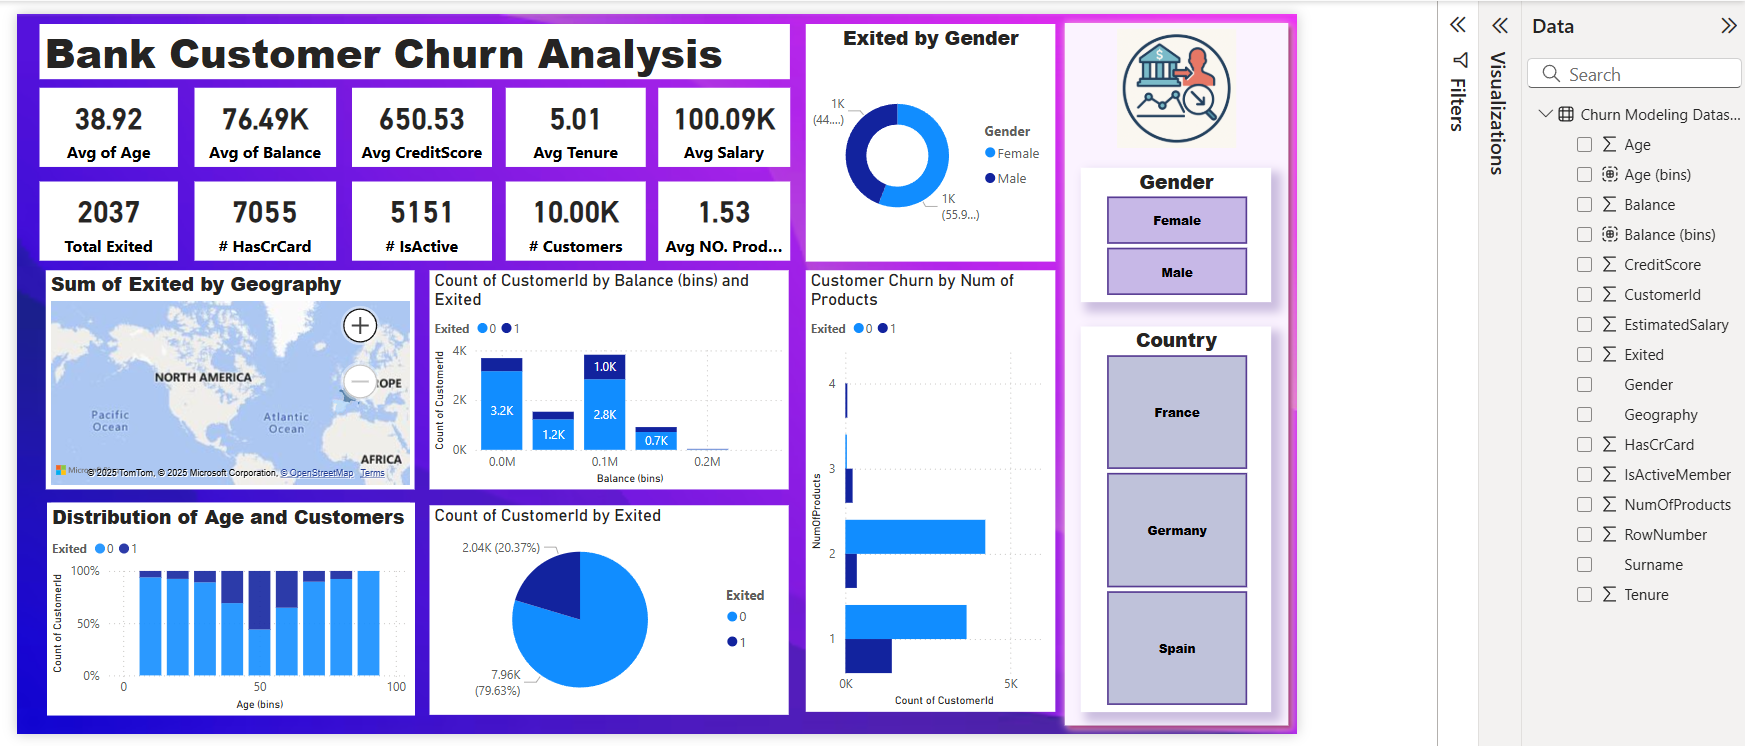 Bank Customer Churn Analysis
38.92
Avg of Age
76.49K
Avg of Balance
650.53
Avg CreditScore
5.01
Avg Tenure
100.09K
Avg Salary
2037
Total Exited
7055
# HasCrCard
5151
# IsActive
10.00K
# Customers
1.53
Avg NO. Prod...
Exited by Gender
1K
(44....)
1K
(55.9...)
Gender
Female
Male
$
Gender
Female
Male
Country
France
Germany
Spain
Sum of Exited by Geography
NORTH AMERICA
OPE
Pacific
Ocean
Atlantic
Ocean
AFRICA
© 2025 TomTom, © 2025 Microsoft Corporation, © OpenStreetMap Terms
Count of CustomerId by Balance (bins) and
Exited
Exited 0 1
Count of CustomerId
4K
2K
0K
3.2K
1.2K
1.0K
2.8K
0.7K
0.0M 0.1M 0.2M
Balance (bins)
Customer Churn by Num of
Products
Exited 0 1
NumOfProducts
4
3
2
1
0K 5K
Count of CustomerId
Distribution of Age and Customers
Exited 0 1
Count of CustomerId
100%
50%
0%
0 50 100
Age (bins)
Count of CustomerId by Exited
2.04K (20.37%)
7.96K
(79.63%)
Exited
0
1
Filters
Visualizations
Data
Search
Churn Modeling Datas...
Age
Age (bins)
Balance
Balance (bins)
CreditScore
CustomerId
EstimatedSalary
Exited
Gender
Geography
HasCrCard
IsActiveMember
NumOfProducts
RowNumber
Surname
Tenure